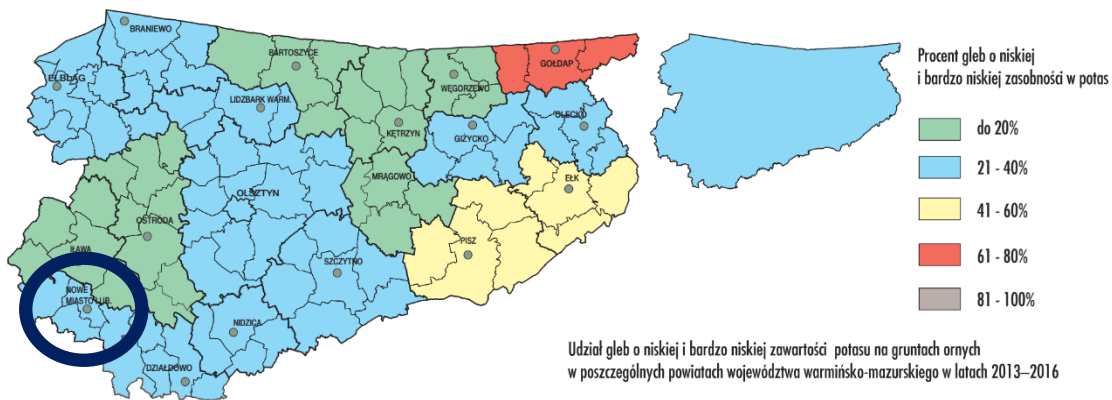 BRANIEWO
BARTOSZYCE
GOŁDAP
ELBLĄG
WĘGORZEWO
LIDZBARK WARM.
OLECKO
KĘTRZYN
GIŻYCKO
MRĄGOWO
EŁK
OLSZTYN
OSTRÓDA
PISZ
IŁAWA
SZCZYTNO
NOWE
MIASTO LUB.
NIDZICA
DZIAŁDOWO
Procent gleb o niskiej
i bardzo niskiej zasobności w potas
do 20%
21 - 40%
41 - 60%
61 - 80%
81 - 100%
Udział gleb o niskiej i bardzo niskiej zawartości potasu na gruntach ornych
w poszczególnych powiatach województwa warmińsko-mazurskiego w latach 2013–2016